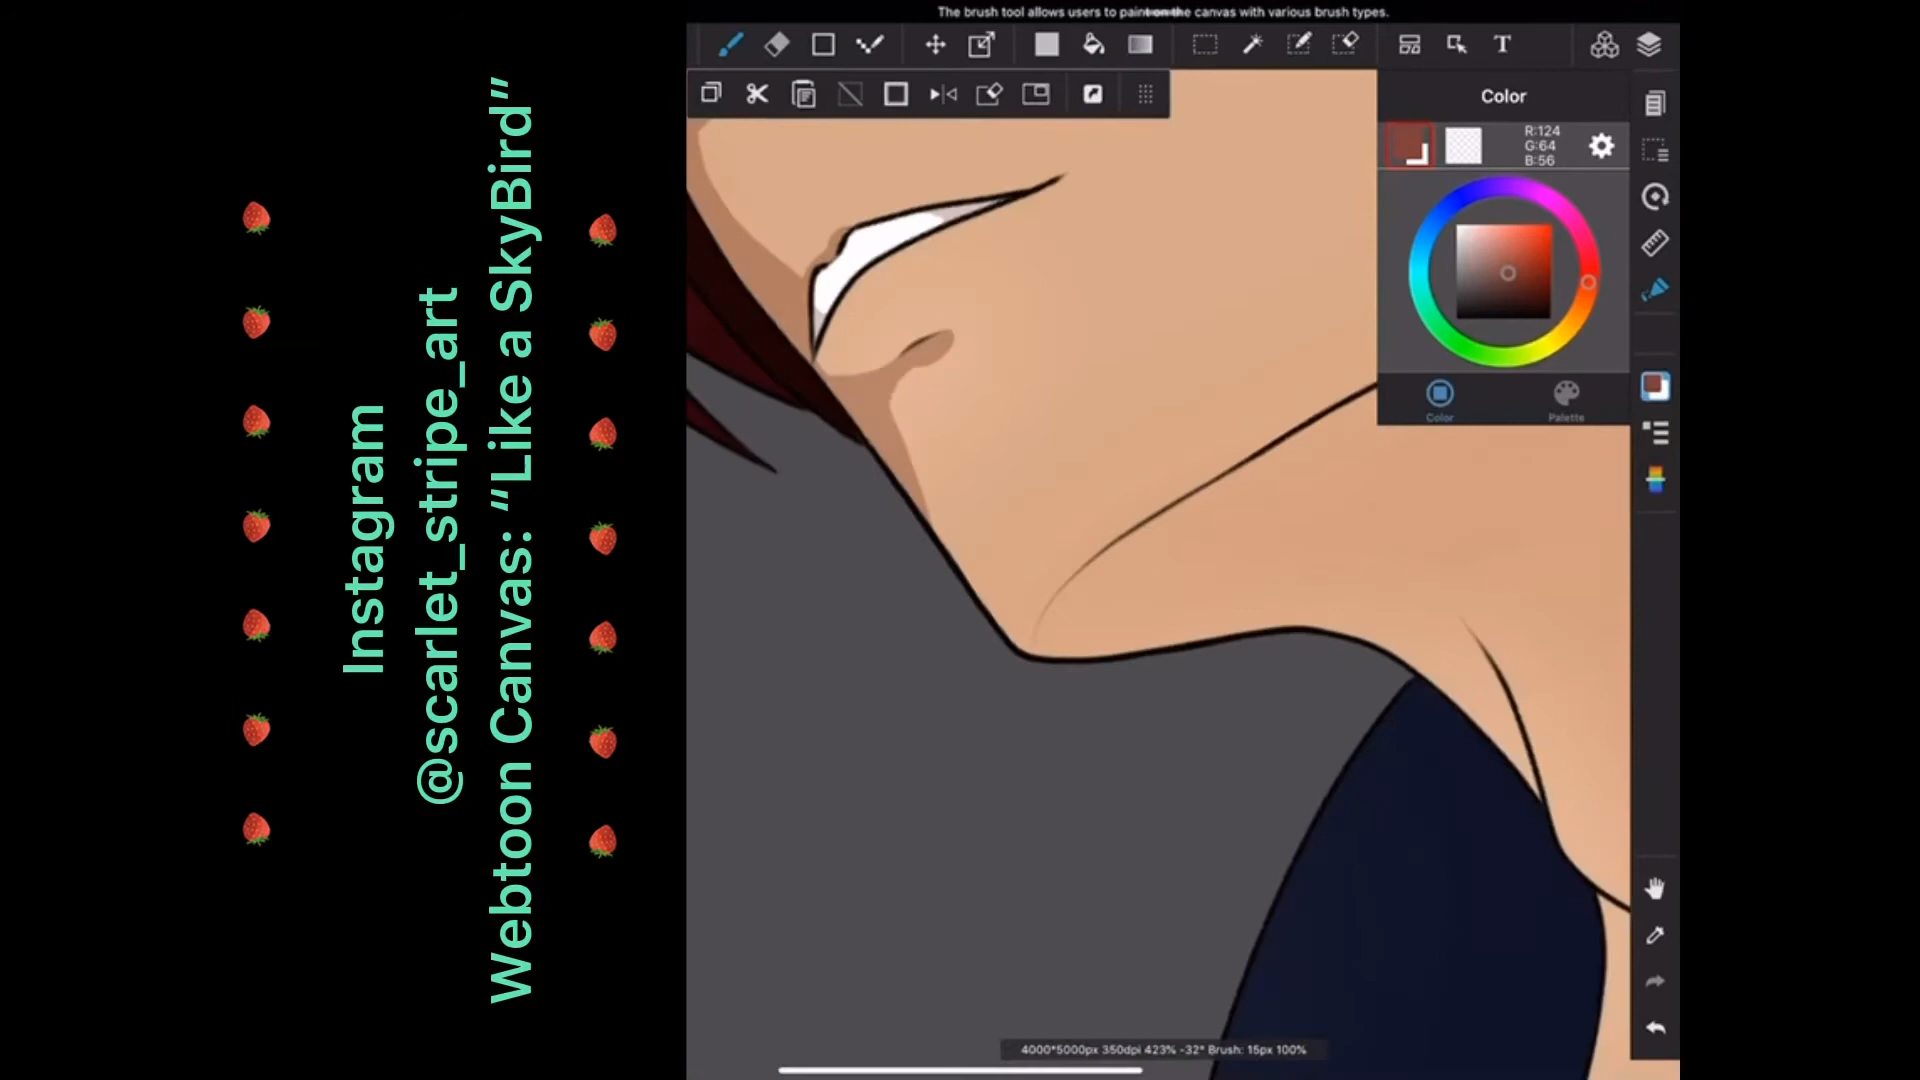 Instagram
@scarlet_stripe_art
Webtoon Canvas: "Like a SkyBird"
The brush tool allows users to paint the canvas with various brush types.
T
Color
R:124
G:64
B:56
Color
Palette
4000*5000px 350dpi 423% -32° Brush: 15px 100%